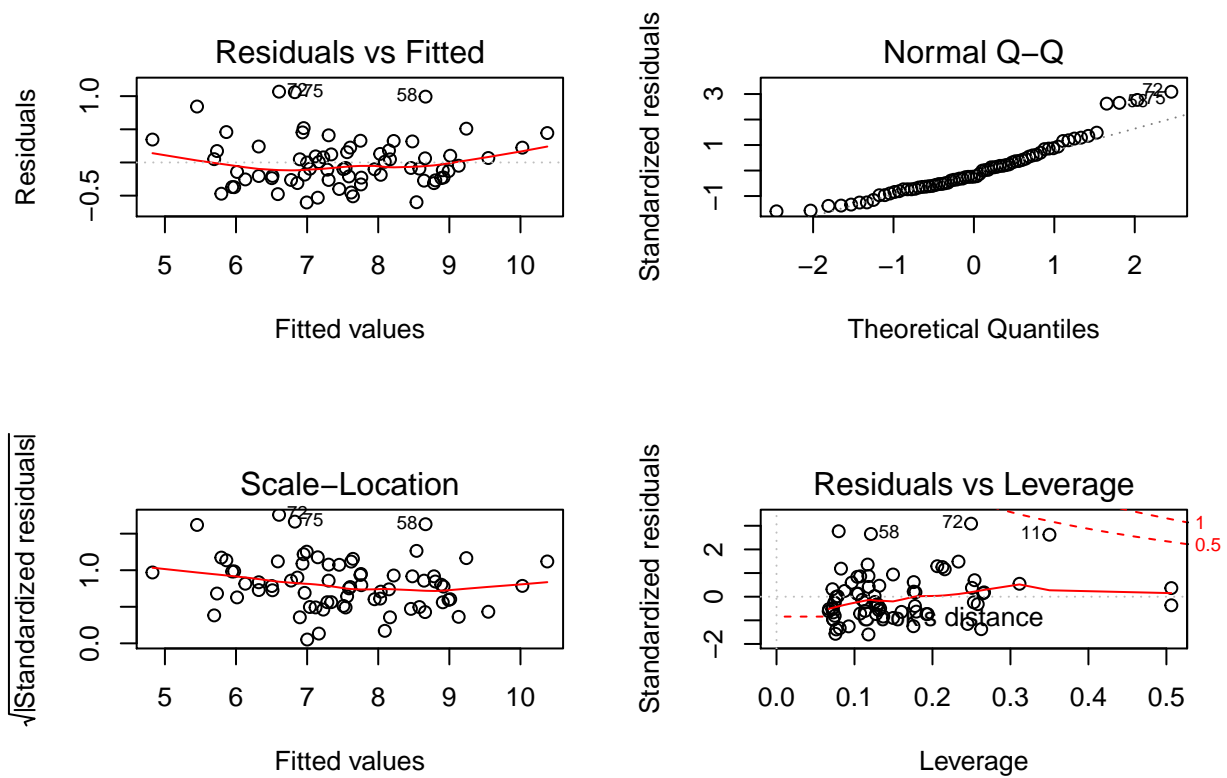 Residuals vs Fitted
Residuals
1.0
−0.5
72
75
58
5 6 7 8 9 10
Fitted values
Normal Q−Q
Standardized residuals
3
1
−1
72
58
75
−2 −1 0 1 2
Theoretical Quantiles
Scale−Location
√|Standardized residuals|
1.0
0.0
72
75
58
5 6 7 8 9 10
Fitted values
Residuals vs Leverage
Standardized residuals
2
0
−2
58
72
11
1
0.5
s distance
0.0 0.1 0.2 0.3 0.4 0.5
Leverage